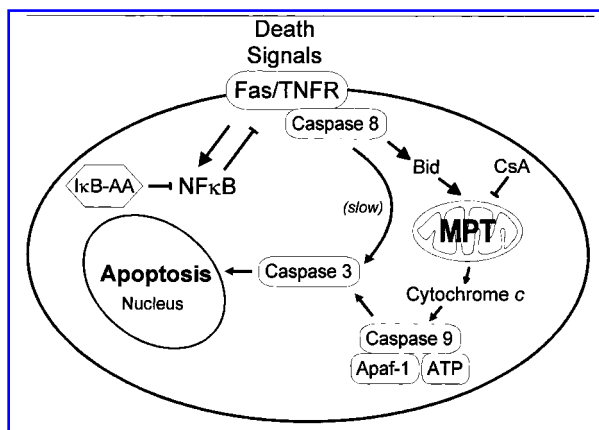 Death
Signals
Fas/TNFR
Caspase 8
IκB-AA
NFκB
Bid
CsA
(slow)
MPT
Apoptosis
Nucleus
Caspase 3
Cytochrome c
Caspase 9
Apaf-1
ATP